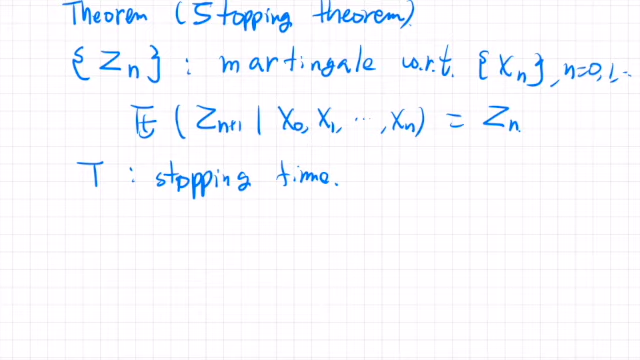 Theorem (Stopping theorem)
{Zn} : martingale w.r.t. {Xn}, n=0,1,..
E (Zn+1 | X0, X1, ..., Xn) = Zn
T : stopping time.